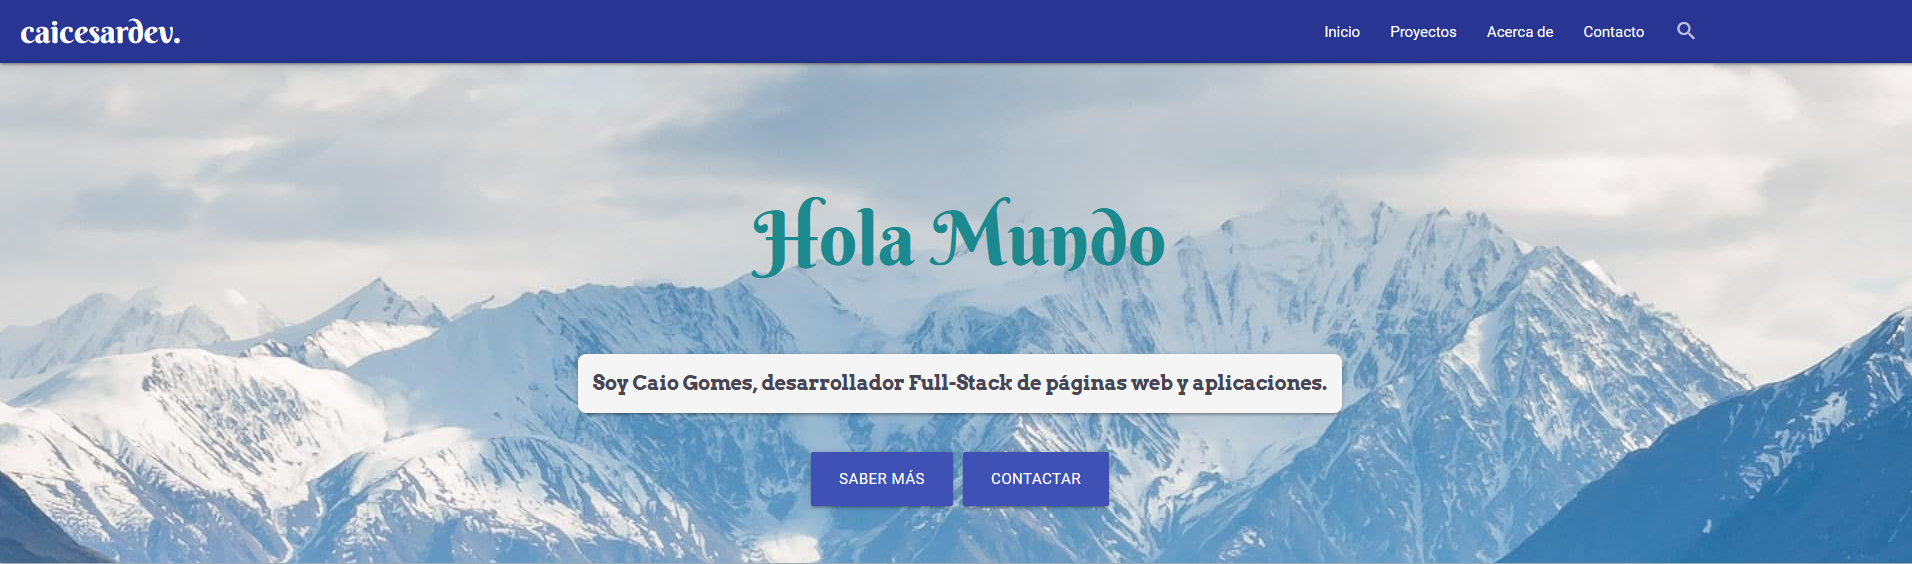 caicesardev.
Inicio Proyectos Acerca de Contacto
Hola Mundo
Soy Caio Gomes, desarrollador Full-Stack de páginas web y aplicaciones.
SABER MÁS CONTACTAR